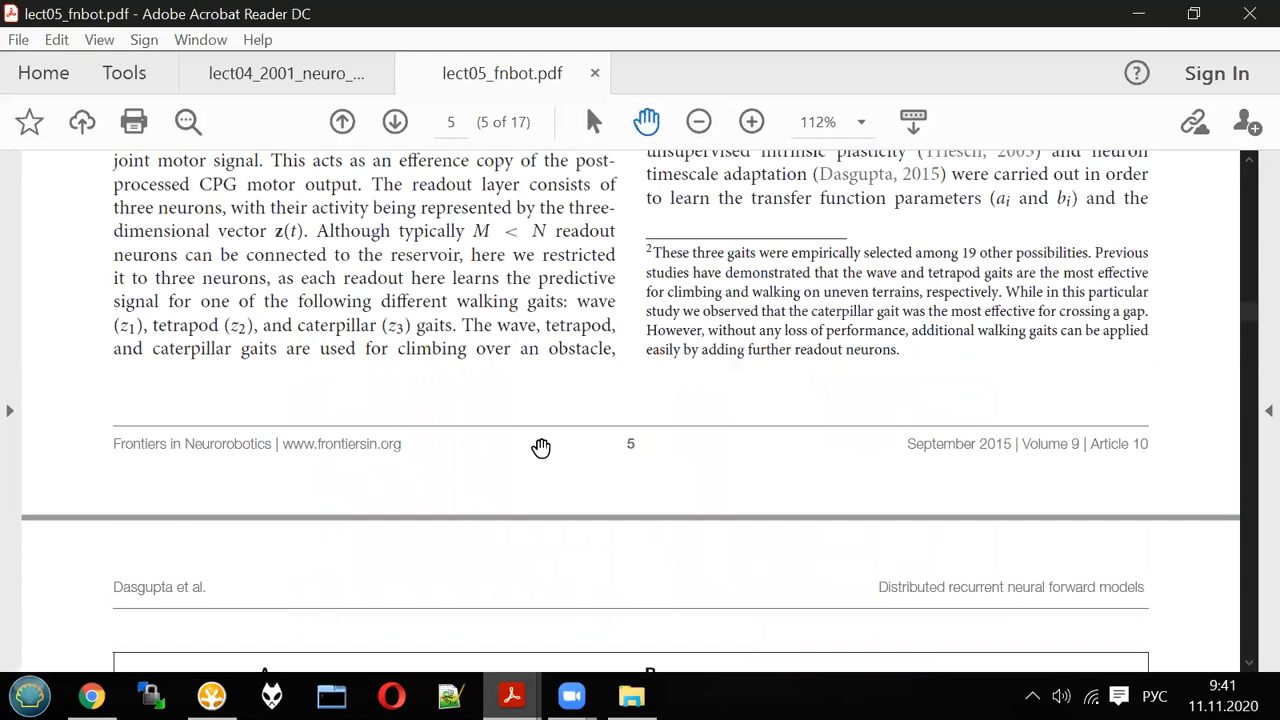 lect05_fnbot.pdf - Adobe Acrobat Reader DC
File Edit View Sign Window Help
Home Tools lect04_2001_neuro_... lect05_fnbot.pdf × Sign In
5 (5 of 17) 112%
joint motor signal. This acts as an efference copy of the post-
processed CPG motor output. The readout layer consists of
three neurons, with their activity being represented by the three-
dimensional vector z(t). Although typically M < N readout
neurons can be connected to the reservoir, here we restricted
it to three neurons, as each readout here learns the predictive
signal for one of the following different walking gaits: wave
(z1), tetrapod (z2), and caterpillar (z3) gaits. The wave, tetrapod,
and caterpillar gaits are used for climbing over an obstacle,
unsupervised intrinsic plasticity (Triesch, 2005) and neuron
timescale adaptation (Dasgupta, 2015) were carried out in order
to learn the transfer function parameters (ai and bi) and the
2These three gaits were empirically selected among 19 other possibilities. Previous
studies have demonstrated that the wave and tetrapod gaits are the most effective
for climbing and walking on uneven terrains, respectively. While in this particular
study we observed that the caterpillar gait was the most effective for crossing a gap.
However, without any loss of performance, additional walking gaits can be applied
easily by adding further readout neurons.
Frontiers in Neurorobotics | www.frontiersin.org 5 September 2015 | Volume 9 | Article 10
Dasgupta et al. Distributed recurrent neural forward models
A B
РУС
9:41
11.11.2020